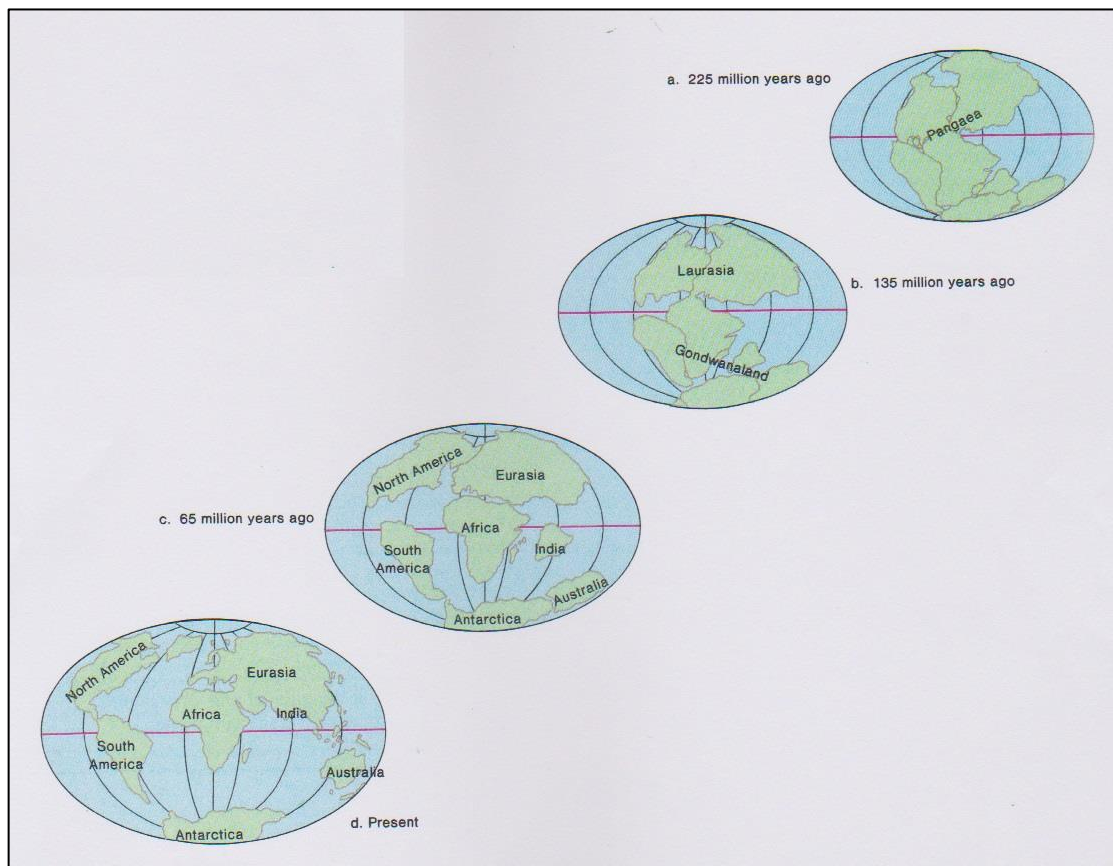 a. 225 million years ago
Pangaea
Laurasia
b. 135 million years ago
Gondwanaland
North America
Eurasia
c. 65 million years ago
Africa
South
America
India
Australia
Antarctica
North America
Eurasia
Africa
India
South
America
Australia
d. Present
Antarctica